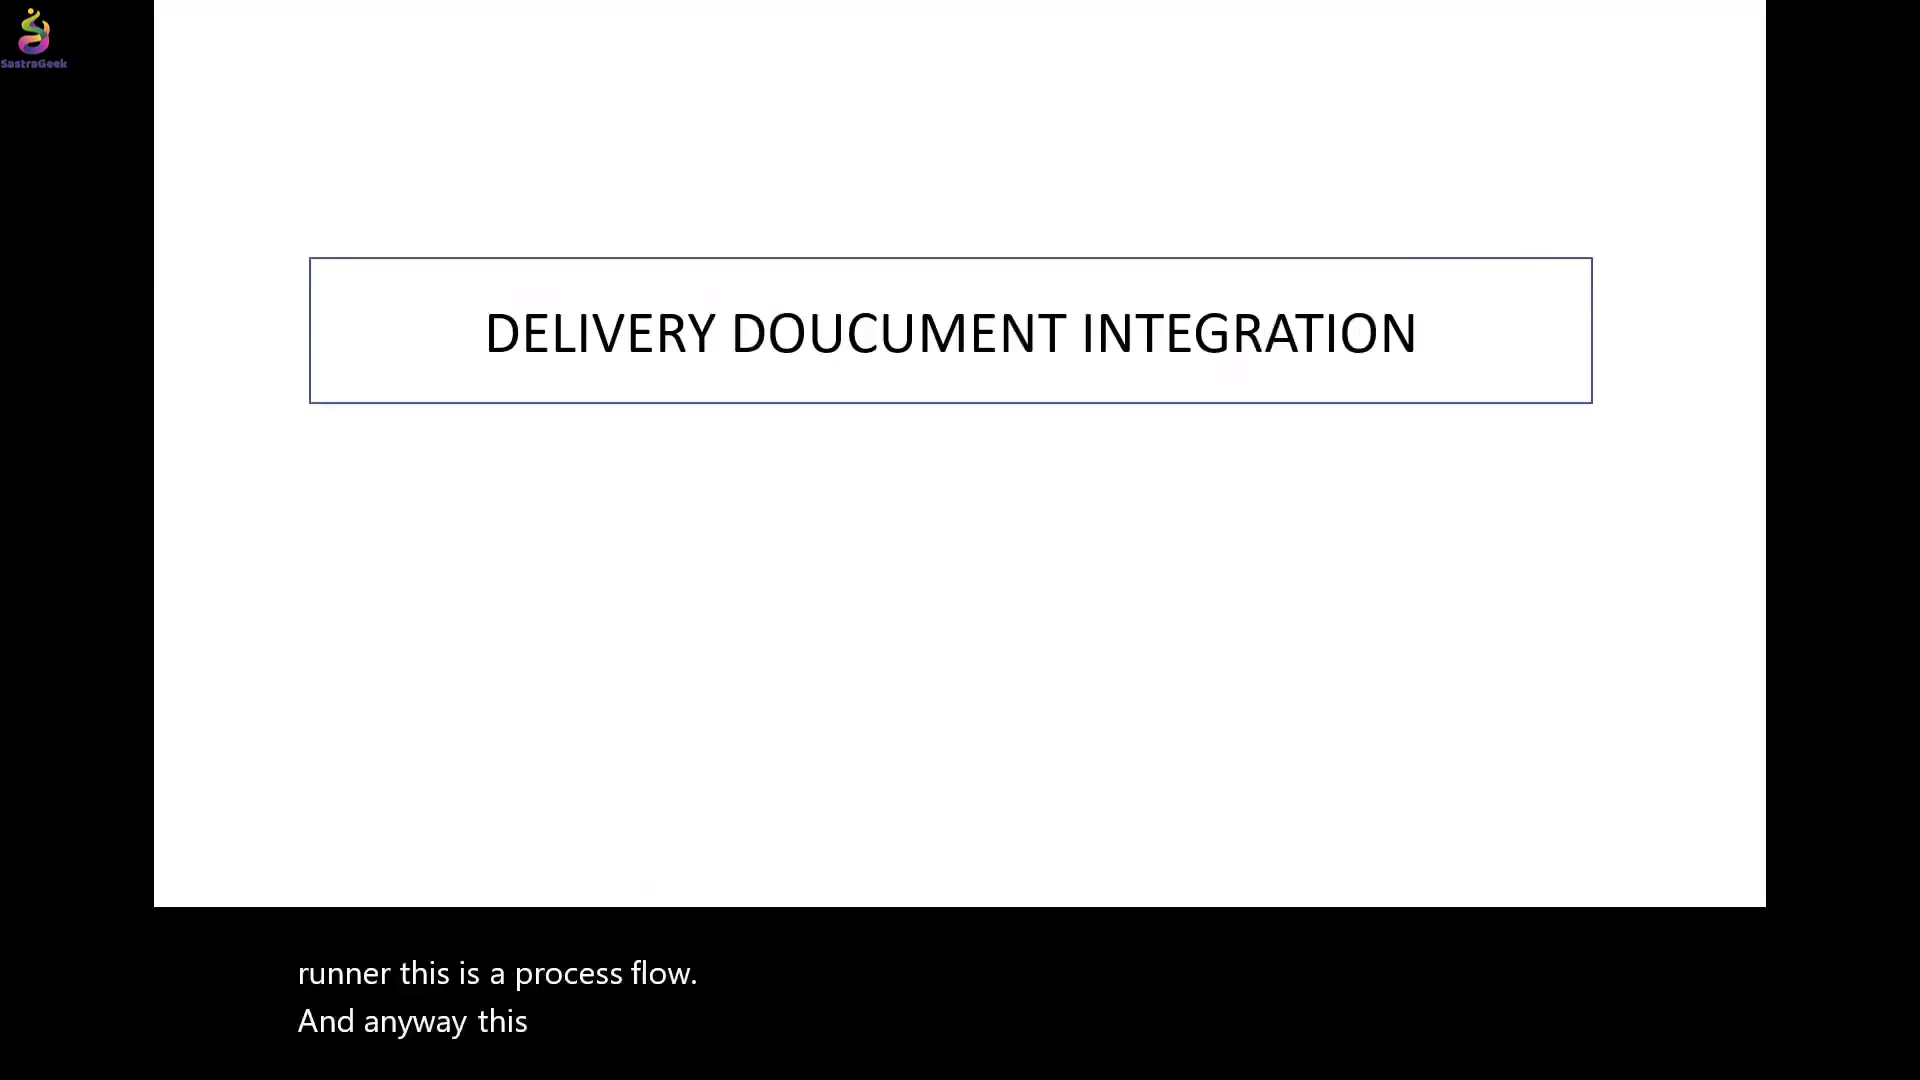 SastraGeek
DELIVERY DOUCUMENT INTEGRATION
runner this is a process flow.
And anyway this